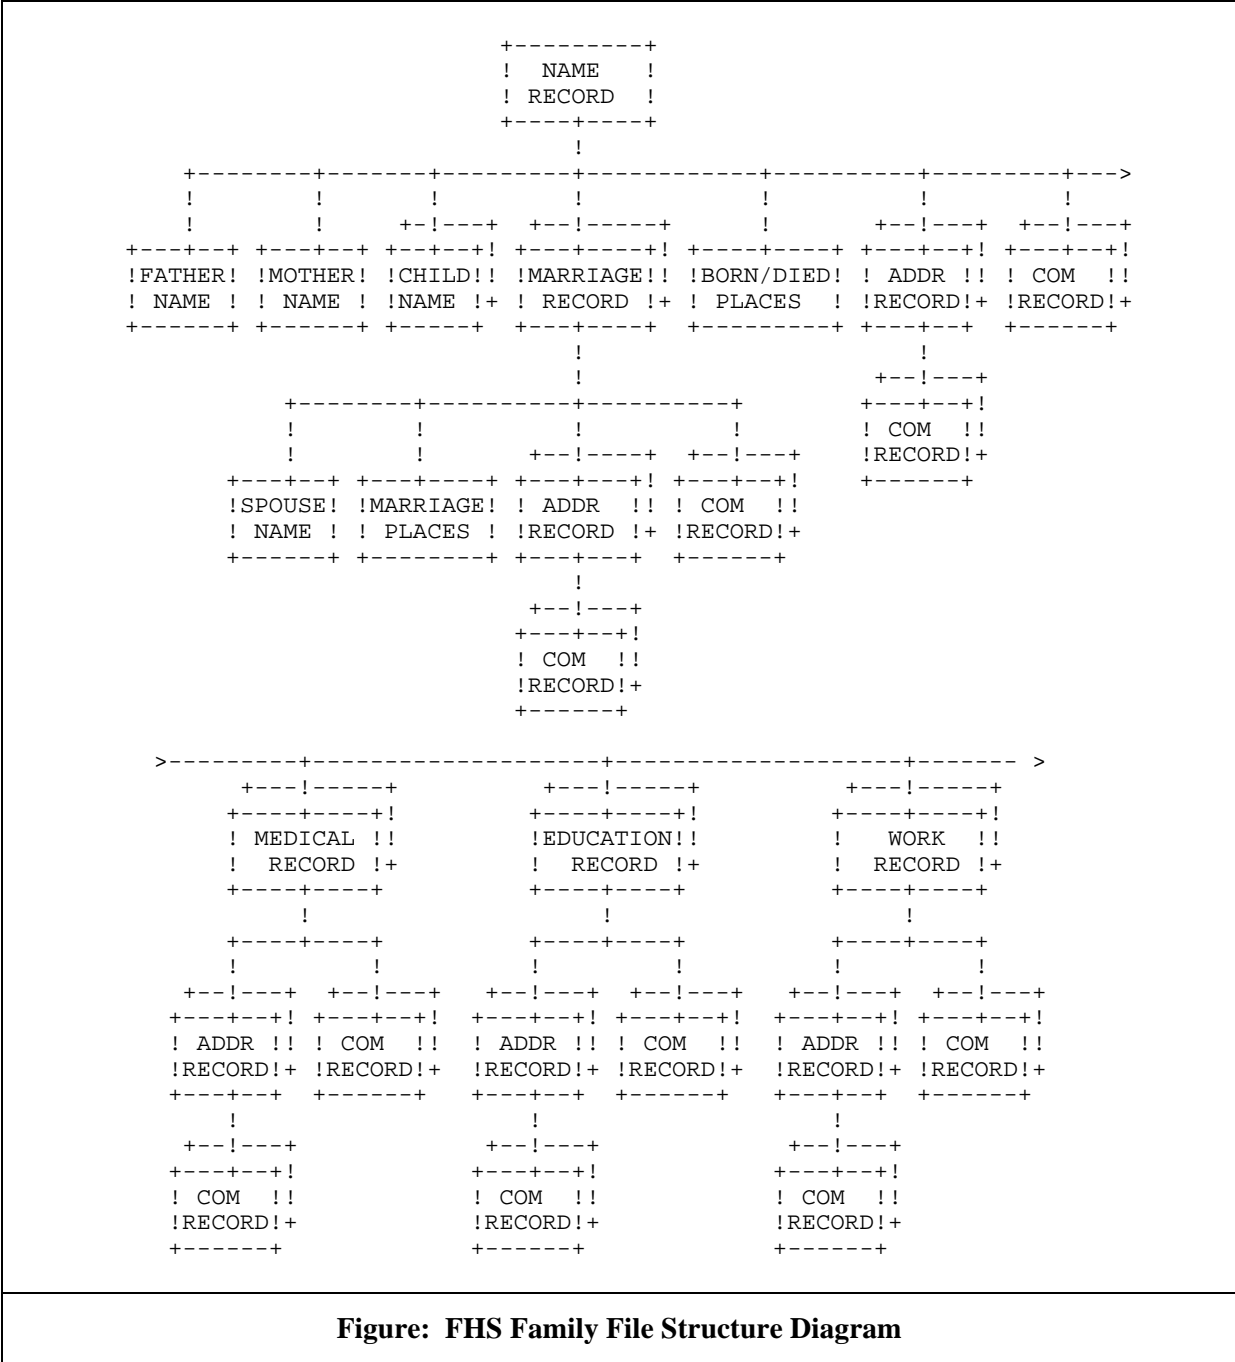 +---------+
!  NAME   !
! RECORD  !
+----+----+
!
+--------+-------+---------+------------+----------+---------+--->
!        !       !         !            !          !         !
!        !     +-!---+  +--!-----+      !       +--!---+  +--!---+
+---+--+ +---+--+ +--+--+! +---+----+! +----+----+ +---+--+! +---+--+!
!FATHER! !MOTHER! !CHILD!! !MARRIAGE!! !BORN/DIED! ! ADDR !! ! COM  !!
! NAME ! ! NAME ! !NAME !+ ! RECORD !+ ! PLACES  ! !RECORD!+ !RECORD!+
+------+ +------+ +-----+  +---+----+  +---------+ +---+--+  +------+
!                       !
!                    +--!---+
+--------+----------+----------+        +---+--+!
!        !          !          !        ! COM  !!
!        !       +--!----+  +--!---+    !RECORD!+
+---+--+ +---+----+ +---+---+! +---+--+!    +------+
!SPOUSE! !MARRIAGE! ! ADDR  !! ! COM  !!
! NAME ! ! PLACES ! !RECORD !+ !RECORD!+
+------+ +--------+ +---+---+  +------+
!
+--!---+
+---+--+!
! COM  !!
!RECORD!+
+------+
>---------+--------------------+--------------------+------- >
+---!-----+          +---!-----+          +---!-----+
+----+----+!         +----+----+!         +----+----+!
! MEDICAL !!         !EDUCATION!!         !   WORK  !!
!  RECORD !+         !  RECORD !+         !  RECORD !+
+----+----+          +----+----+          +----+----+
!                    !                    !
+----+----+          +----+----+          +----+----+
!         !          !         !          !         !
+--!---+  +--!---+   +--!---+  +--!---+   +--!---+  +--!---+
+---+--+! +---+--+!  +---+--+! +---+--+!  +---+--+! +---+--+!
! ADDR !! ! COM  !!  ! ADDR !! ! COM  !!  ! ADDR !! ! COM  !!
!RECORD!+ !RECORD!+  !RECORD!+ !RECORD!+  !RECORD!+ !RECORD!+
+---+--+  +------+   +---+--+  +------+   +---+--+  +------+
!                    !                    !
+--!---+             +--!---+             +--!---+
+---+--+!            +---+--+!            +---+--+!
! COM  !!            ! COM  !!            ! COM  !!
!RECORD!+            !RECORD!+            !RECORD!+
+------+             +------+             +------+
Figure:  FHS Family File Structure Diagram